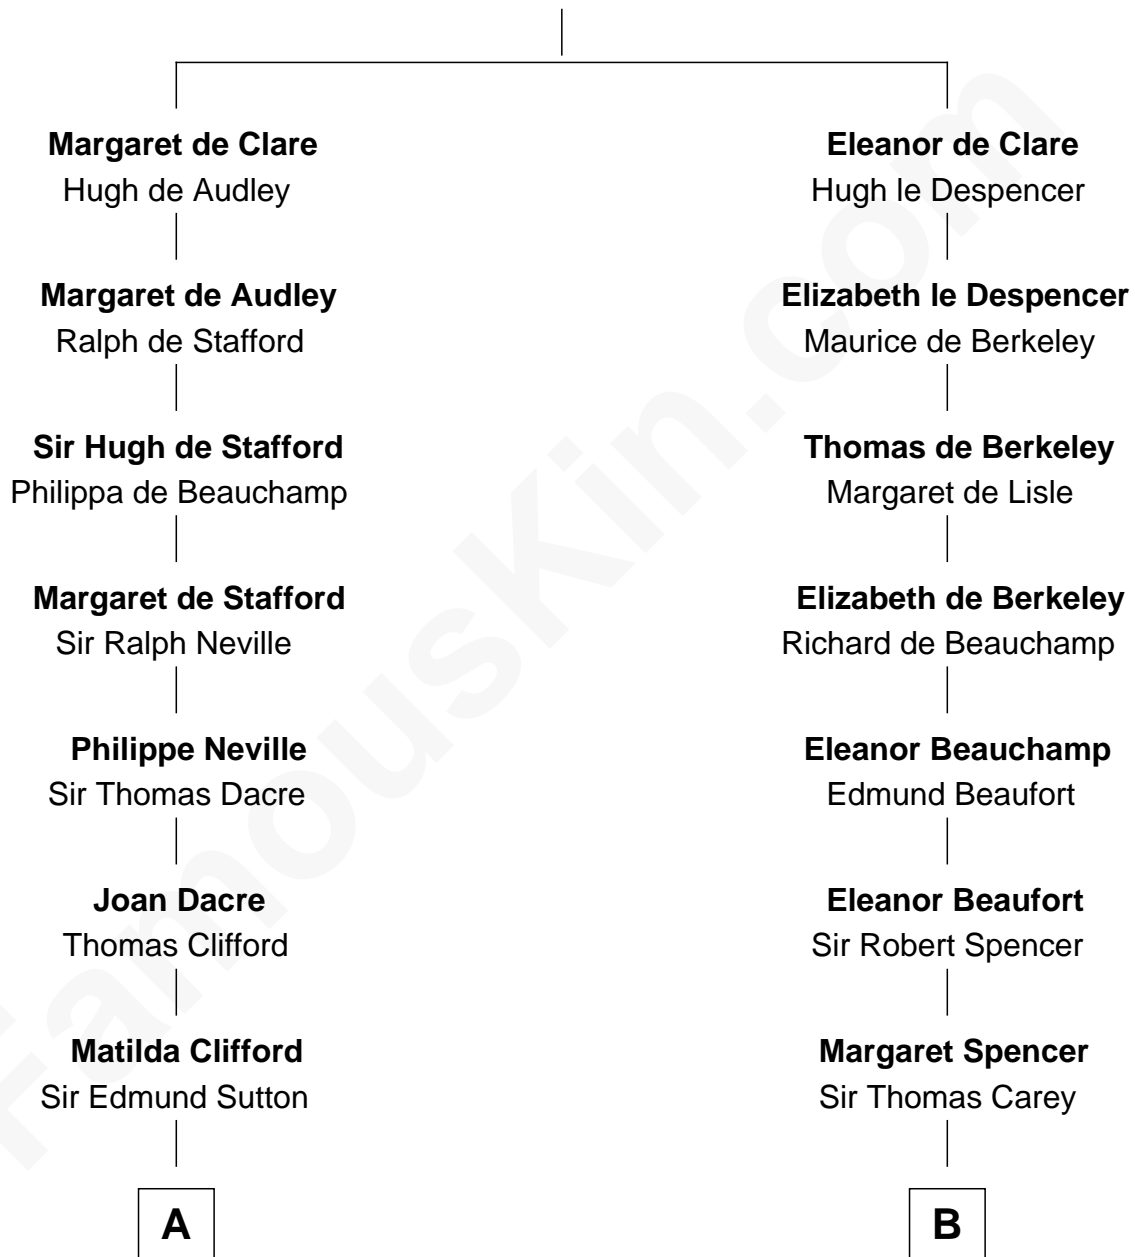 Margaret de Clare
Hugh de Audley
Margaret de Audley
Ralph de Stafford
Sir Hugh de Stafford
Philippa de Beauchamp
Margaret de Stafford
Sir Ralph Neville
Philippe Neville
Sir Thomas Dacre
Joan Dacre
Thomas Clifford
Matilda Clifford
Sir Edmund Sutton
A
Eleanor de Clare
Hugh le Despencer
Elizabeth le Despencer
Maurice de Berkeley
Thomas de Berkeley
Margaret de Lisle
Elizabeth de Berkeley
Richard de Beauchamp
Eleanor Beauchamp
Edmund Beaufort
Eleanor Beaufort
Sir Robert Spencer
Margaret Spencer
Sir Thomas Carey
B
FamousKin.com